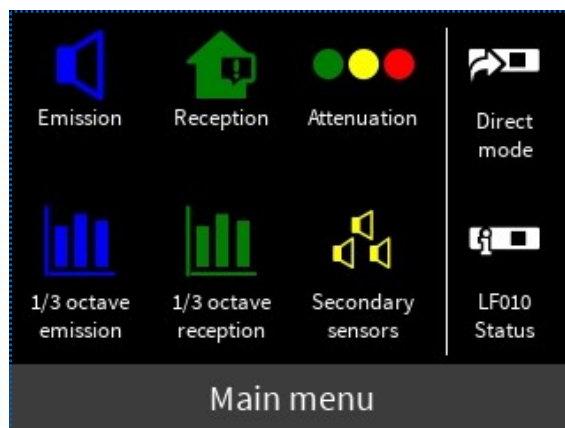 Emission
Reception
Attenuation
Direct
mode
1/3 octave
emission
1/3 octave
reception
Secondary
sensors
LF010
Status
Main menu